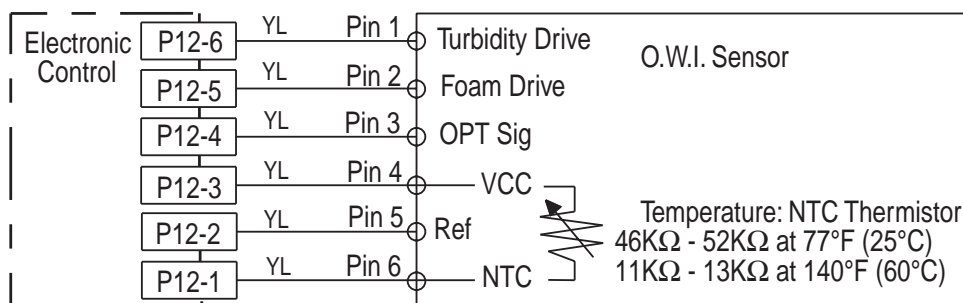 Electronic
Control
O.W.I. Sensor
P12-6 YL Pin 1 Turbidity Drive
P12-5 YL Pin 2 Foam Drive
P12-4 YL Pin 3 OPT Sig
P12-3 YL Pin 4 VCC
P12-2 YL Pin 5 Ref
P12-1 YL Pin 6 NTC
Temperature: NTC Thermistor
46KΩ - 52KΩ at 77°F (25°C)
11KΩ - 13KΩ at 140°F (60°C)